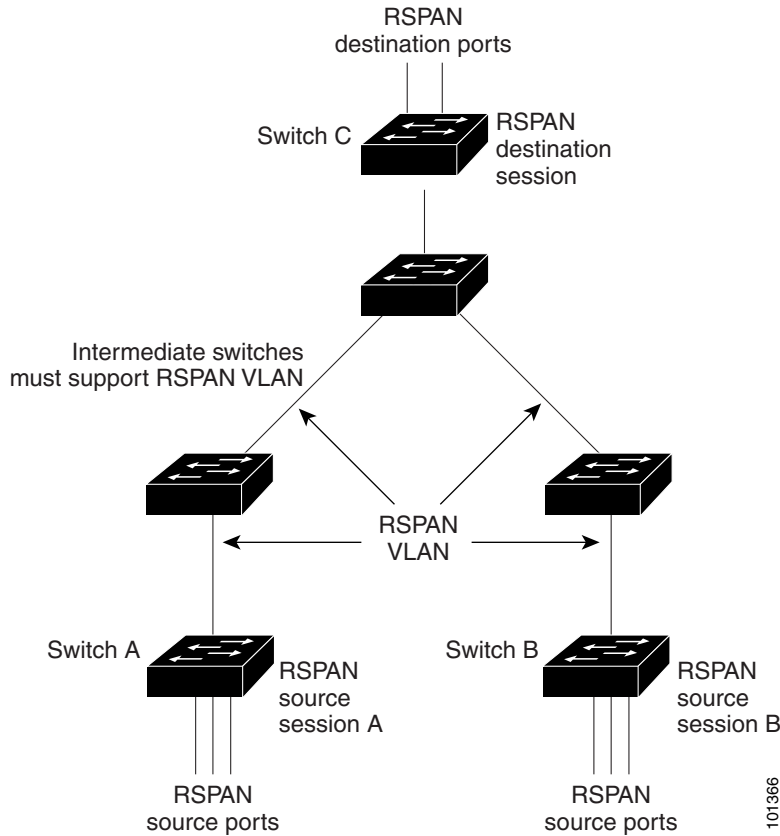 RSPAN
destination ports
Switch C
RSPAN
destination
session
Intermediate switches
must support RSPAN VLAN
RSPAN
VLAN
Switch A
RSPAN
source
session A
Switch B
RSPAN
source
session B
RSPAN
source ports
RSPAN
source ports
101366